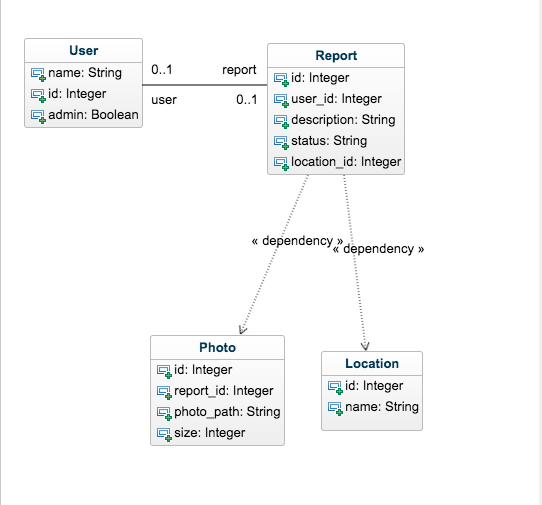 User
name: String
id: Integer
admin: Boolean
0..1
report
user
0..1
Report
id: Integer
user_id: Integer
description: String
status: String
location_id: Integer
« dependency »
« dependency »
Photo
id: Integer
report_id: Integer
photo_path: String
size: Integer
Location
id: Integer
name: String